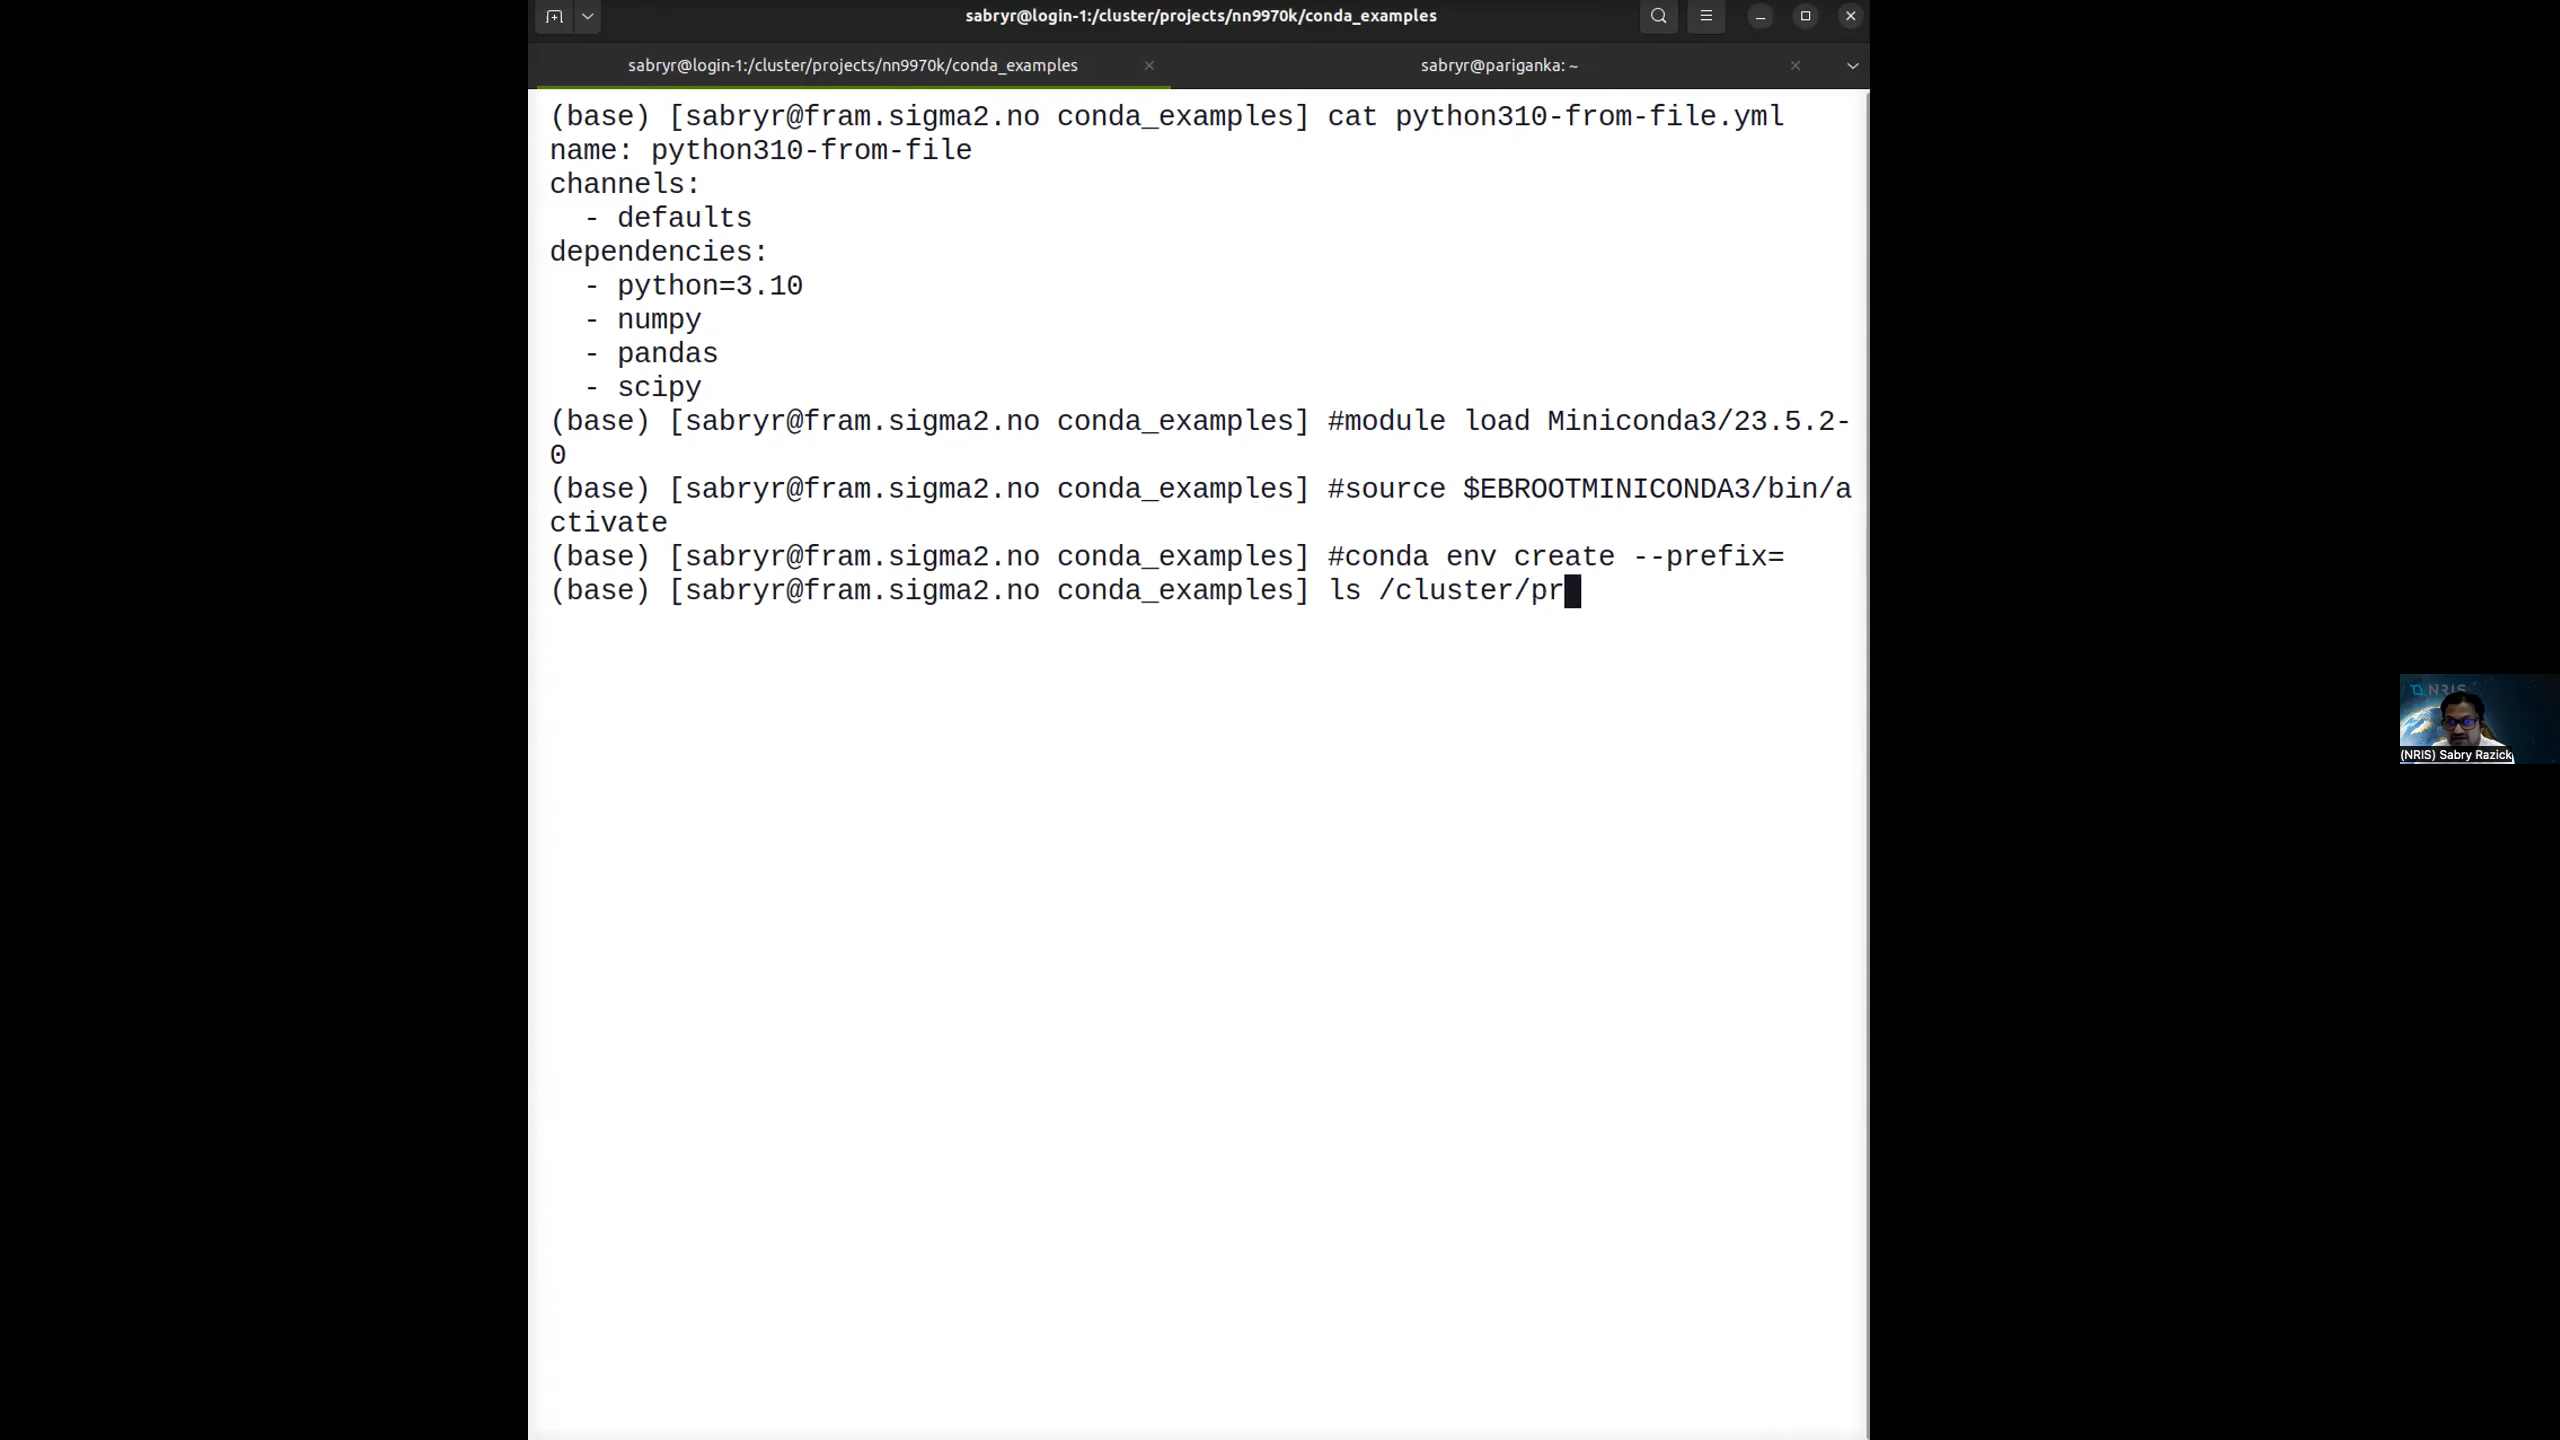 sabryr@login-1:/cluster/projects/nn9970k/conda_examples
sabryr@login-1:/cluster/projects/nn9970k/conda_examples
sabryr@pariganka: ~
(base) [sabryr@fram.sigma2.no conda_examples] cat python310-from-file.yml
name: python310-from-file
channels:
  - defaults
dependencies:
  - python=3.10
  - numpy
  - pandas
  - scipy
(base) [sabryr@fram.sigma2.no conda_examples] #module load Miniconda3/23.5.2-
0
(base) [sabryr@fram.sigma2.no conda_examples] #source $EBROOTMINICONDA3/bin/a
ctivate
(base) [sabryr@fram.sigma2.no conda_examples] #conda env create --prefix=
(base) [sabryr@fram.sigma2.no conda_examples] ls /cluster/pr
NRIS
(NRIS) Sabry Razick